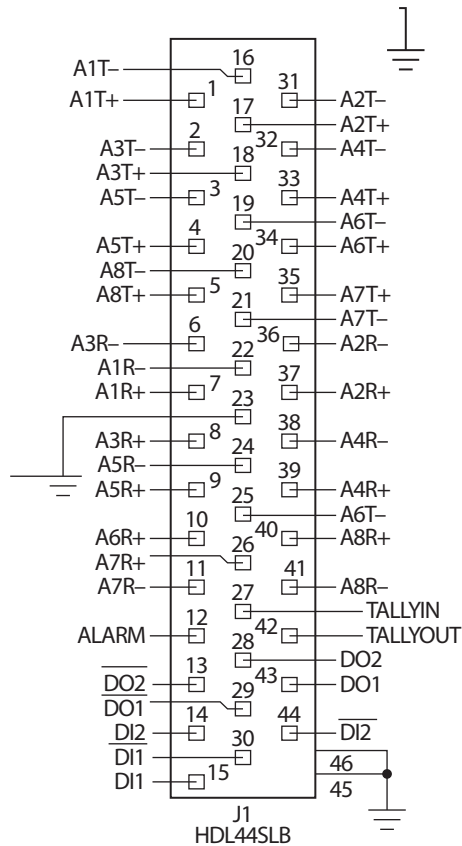 16
A1T–
1
31
A1T+
A2T–
17
A2T+
2
32
A3T–
A4T–
18
A3T+
3
33
A5T–
A4T+
19
A6T–
4
34
A5T+
A6T+
20
A8T–
5
35
A8T+
A7T+
21
A7T–
6
36
A3R–
A2R–
22
A1R–
7
37
A1R+
A2R+
23
8
38
A3R+
A4R–
24
A5R–
9
39
A5R+
A4R+
25
A6T–
10
40
A6R+
A8R+
26
A7R+
11
41
A7R–
A8R–
27
TALLYIN
12
42
ALARM
TALLYOUT
28
DO2
13
43
DO2
DO1
29
DO1
14
44
DI2
DI2
30
DI1
46
15
DI1
45
J1
HDL44SLB